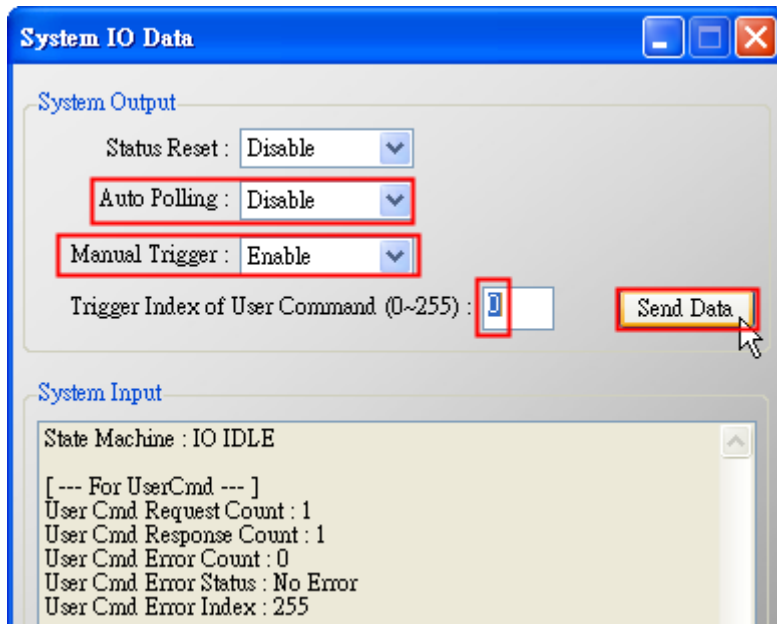 System IO Data
System Output
Status Reset : Disable
Auto Polling : Disable
Manual Trigger : Enable
Trigger Index of User Command (0~255) : 0
Send Data
System Input
State Machine : IO IDLE
[ --- For UserCmd --- ]
User Cmd Request Count : 1
User Cmd Response Count : 1
User Cmd Error Count : 0
User Cmd Error Status : No Error
User Cmd Error Index : 255